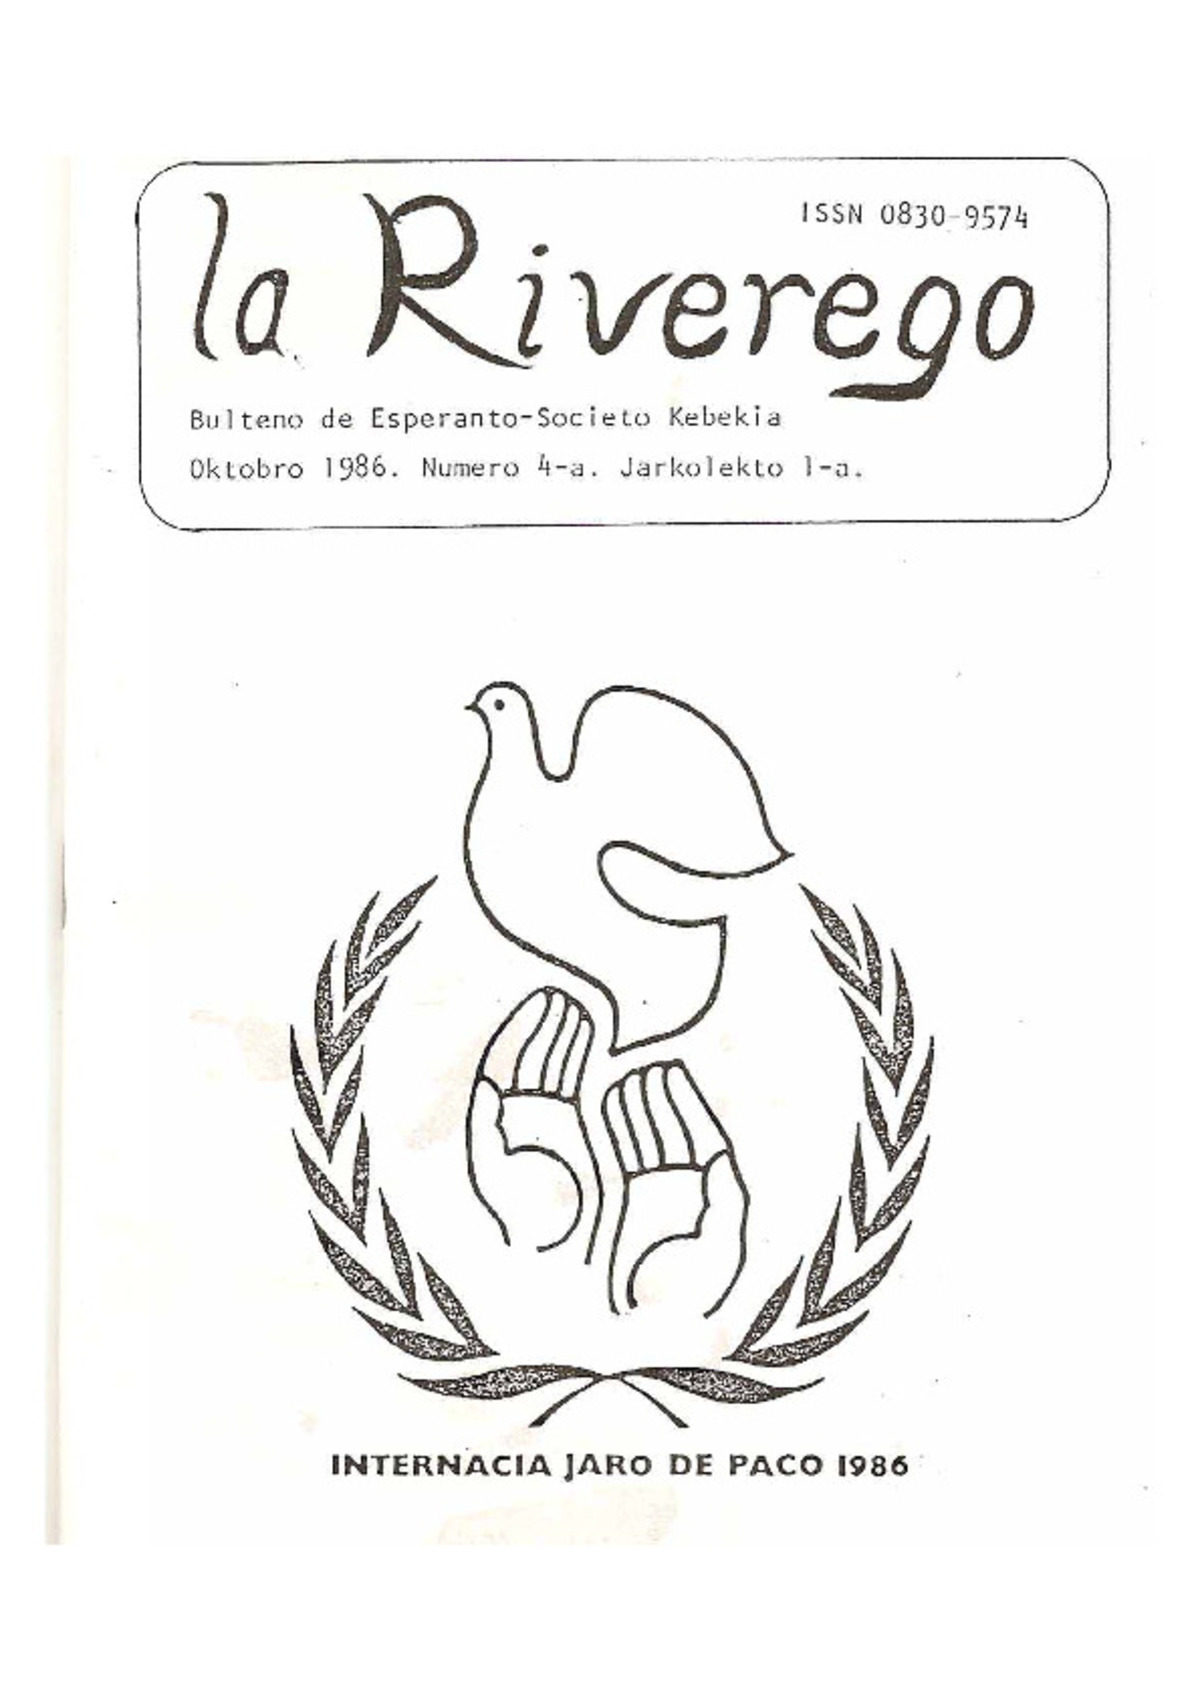 ISSN 0830-9574
la Riverego
Bulteno de Esperanto-Societo Kebekia
Oktobro 1986. Numero 4-a. Jarkolekto 1-a.
INTERNACIA JARO DE PACO 1986